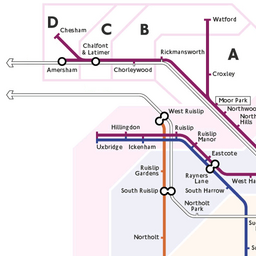 D
C
B
Chesham
Watford
Chalfont
& Latimer
Rickmansworth
A
Amersham
Chorleywood
Croxley
Moor Park
Northwood
North
Hills
West Ruislip
Hillingdon
Ruislip
Ruislip
Manor
Uxbridge
Ickenham
Eastcote
Ruislip
Gardens
Rayners
Lane
West Ha
South Ruislip
South Harrow
Northolt
Park
Northolt